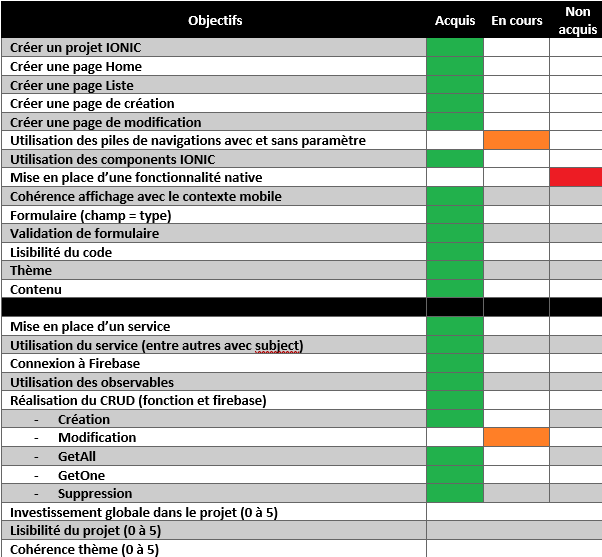 Objectifs Acquis En cours Non acquis
Créer un projet IONIC
Créer une page Home
Créer une page Liste
Créer une page de création
Créer une page de modification
Utilisation des piles de navigations avec et sans paramètre
Utilisation des components IONIC
Mise en place d’une fonctionnalité native
Cohérence affichage avec le contexte mobile
Formulaire (champ = type)
Validation de formulaire
Lisibilité du code
Thème
Contenu
Mise en place d’un service
Utilisation du service (entre autres avec subject)
Connexion à Firebase
Utilisation des observables
Réalisation du CRUD (fonction et firebase)
- Création
- Modification
- GetAll
- GetOne
- Suppression
Investissement globale dans le projet (0 à 5)
Lisibilité du projet (0 à 5)
Cohérence thème (0 à 5)